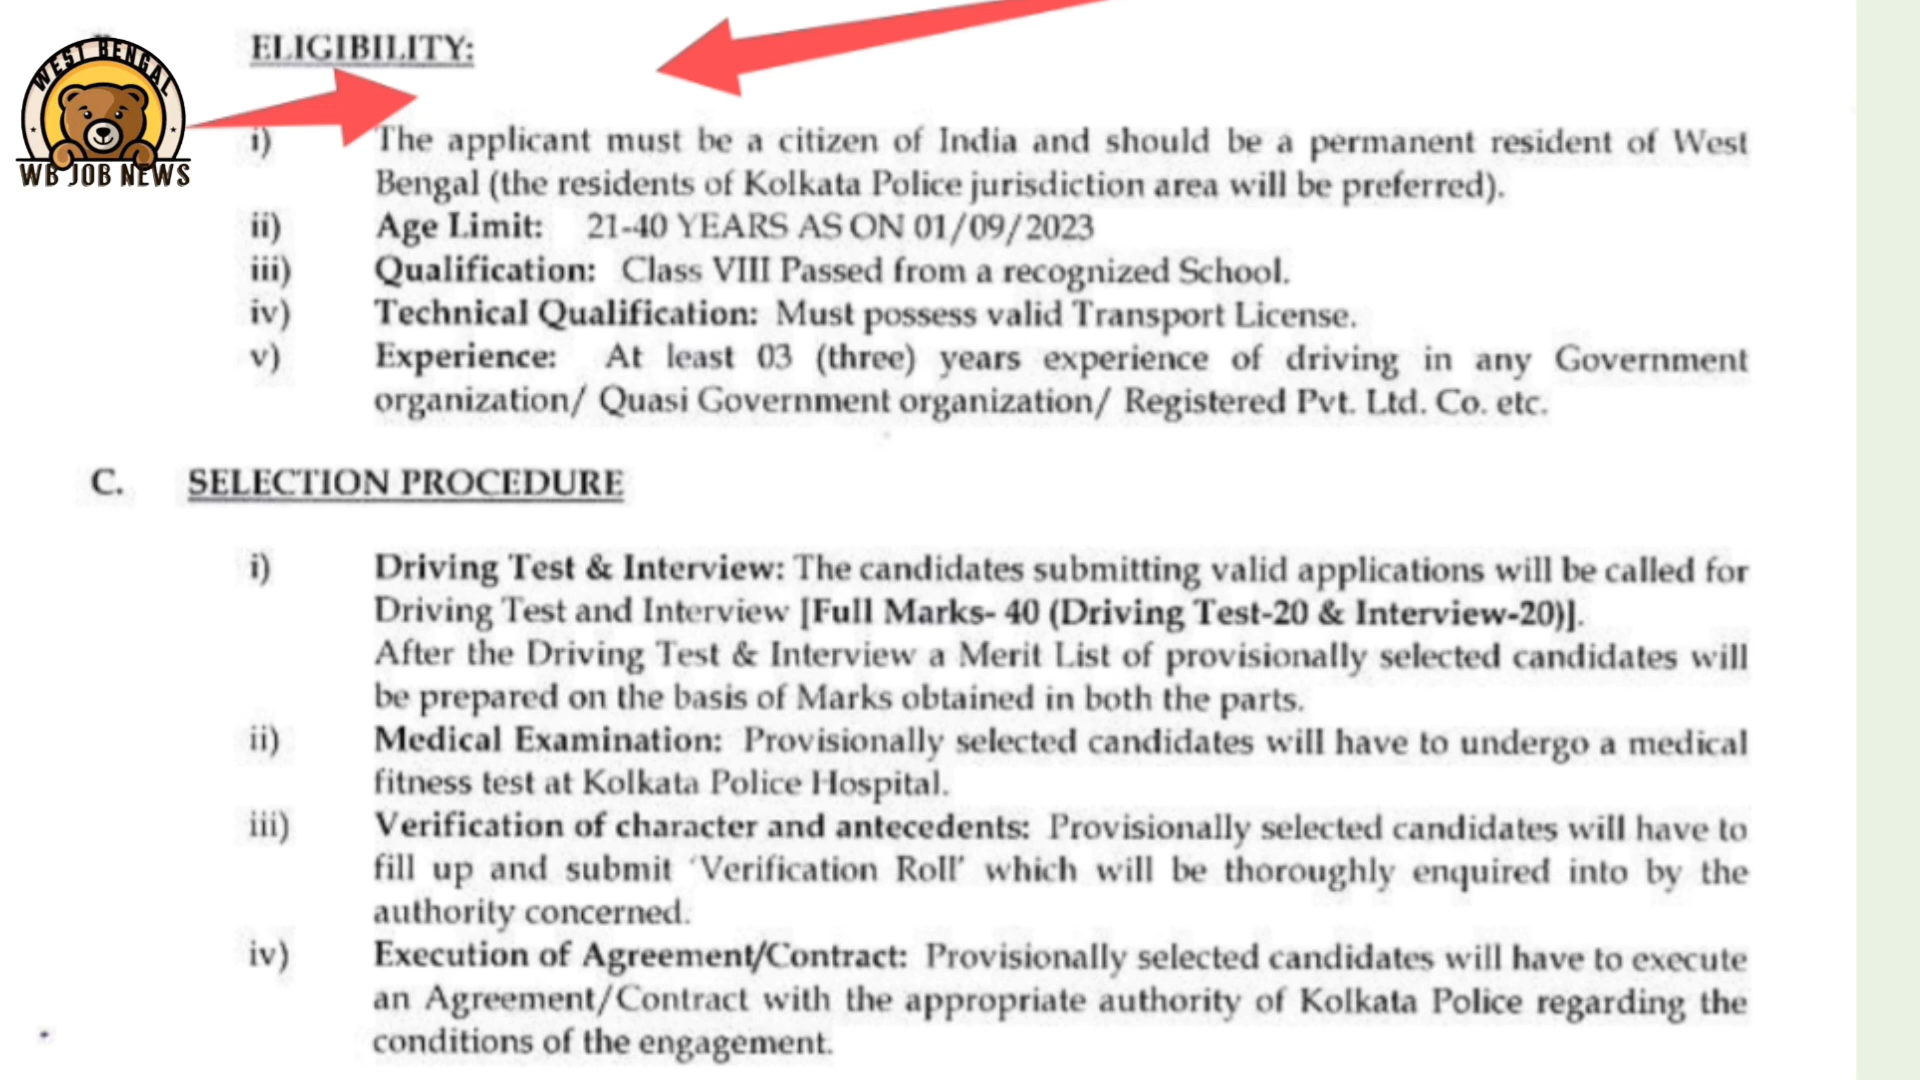 WEST BENGAL
WB JOB NEWS
ELIGIBILITY:
i) The applicant must be a citizen of India and should be a permanent resident of West
Bengal (the residents of Kolkata Police jurisdiction area will be preferred).
ii) Age Limit: 21-40 YEARS AS ON 01/09/2023
iii) Qualification: Class VIII Passed from a recognized School.
iv) Technical Qualification: Must possess valid Transport License.
v) Experience: At least 03 (three) years experience of driving in any Government
organization/ Quasi Government organization/ Registered Pvt. Ltd. Co. etc.
C. SELECTION PROCEDURE
i) Driving Test & Interview: The candidates submitting valid applications will be called for
Driving Test and Interview [Full Marks- 40 (Driving Test-20 & Interview-20)].
After the Driving Test & Interview a Merit List of provisionally selected candidates will
be prepared on the basis of Marks obtained in both the parts.
ii) Medical Examination: Provisionally selected candidates will have to undergo a medical
fitness test at Kolkata Police Hospital.
iii) Verification of character and antecedents: Provisionally selected candidates will have to
fill up and submit 'Verification Roll' which will be thoroughly enquired into by the
authority concerned.
iv) Execution of Agreement/Contract: Provisionally selected candidates will have to execute
an Agreement/Contract with the appropriate authority of Kolkata Police regarding the
conditions of the engagement.